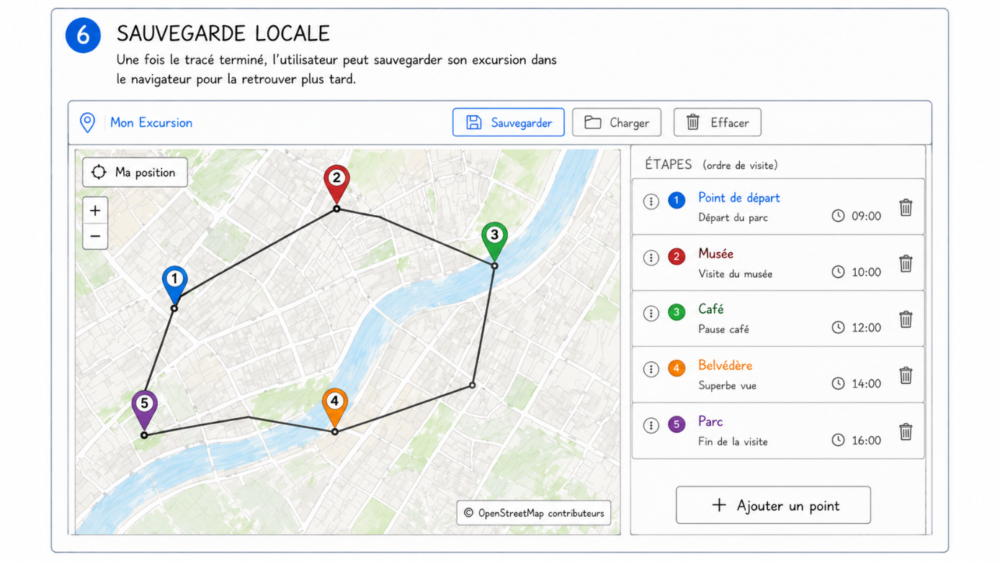 6
SAUVEGARDE LOCALE
Une fois le tracé terminé, l'utilisateur peut sauvegarder son excursion dans
le navigateur pour la retrouver plus tard.
Mon Excursion
Sauvegarder
Charger
Effacer
Ma position
+
−
1
2
3
4
5
© OpenStreetMap contributeurs
ÉTAPES (ordre de visite)
1 Point de départ
Départ du parc 09:00
2 Musée
Visite du musée 10:00
3 Café
Pause café 12:00
4 Belvédère
Superbe vue 14:00
5 Parc
Fin de la visite 16:00
+ Ajouter un point